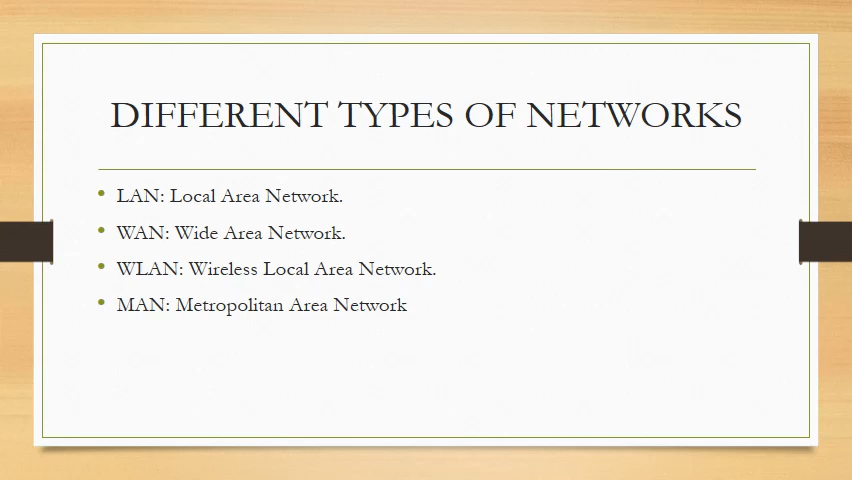 DIFFERENT TYPES OF NETWORKS
• LAN: Local Area Network.
• WAN: Wide Area Network.
• WLAN: Wireless Local Area Network.
• MAN: Metropolitan Area Network